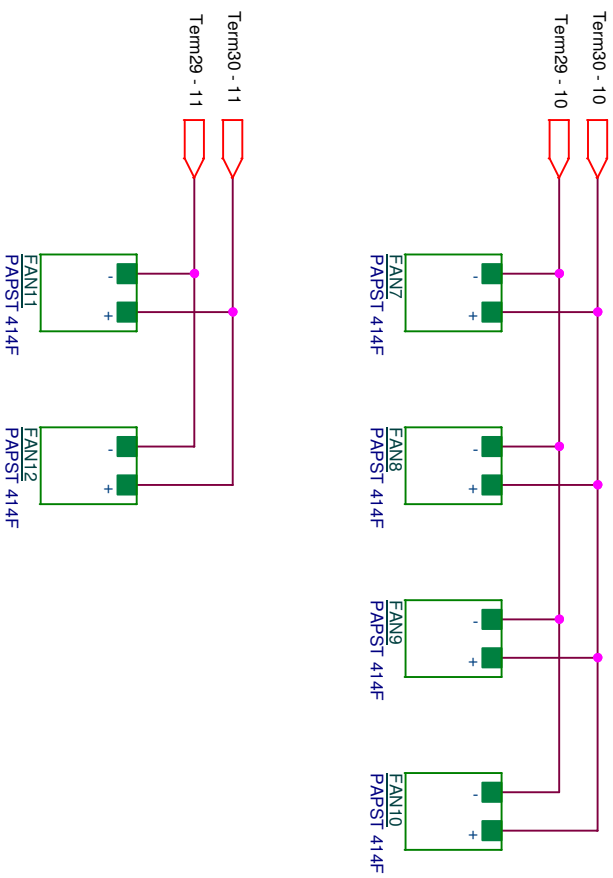 Term30 - 10
Term29 - 10
- +
FAN7
PAPST 414F
- +
FAN8
PAPST 414F
- +
FAN9
PAPST 414F
- +
FAN10
PAPST 414F
Term30 - 11
Term29 - 11
- +
FAN11
PAPST 414F
- +
FAN12
PAPST 414F